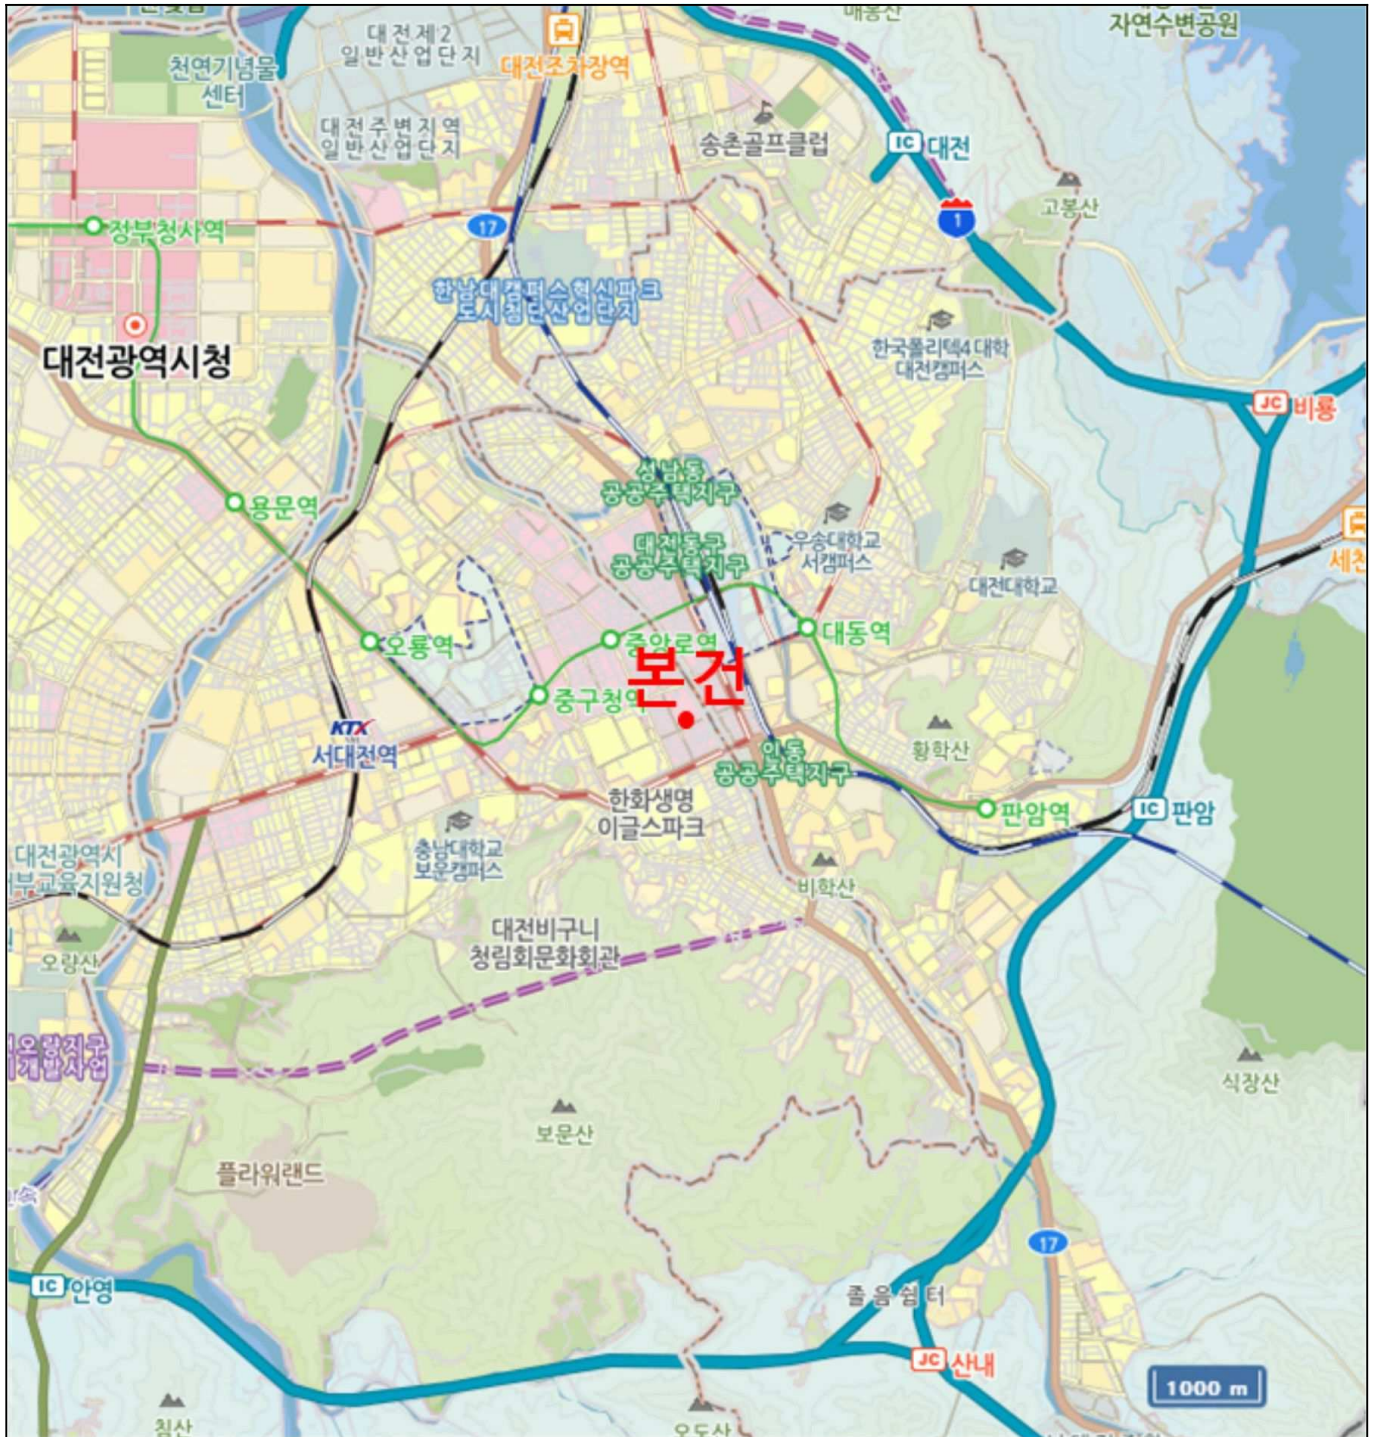 대전제2
일반산업단지
자연수변공원
천연기념물
센터
대전조차장역
대전주변지역
일반산업단지
송촌골프클럽
IC 대전
고봉산
1
정부청사역
17
한남대캠퍼스혁신파크
도시첨단산업단지
대전광역시청
한국폴리텍4대학
대전캠퍼스
JC 비룡
성남동
공공주택지구
용문역
우송대학교
서캠퍼스
대전동구
공공주택지구
대전대학교
오룡역
중앙로역
대동역
본건
중구청역
KTX
서대전역
인동
공공주택지구
황학산
한화생명
이글스파크
판암역
IC 판암
충남대학교
보운캠퍼스
대전광역시
서부교육지원청
비학산
대전비구니
청림회문화회관
오량산
식장산
보문산
플라워랜드
17
IC 안영
졸음쉼터
JC 산내
1000 m
침산